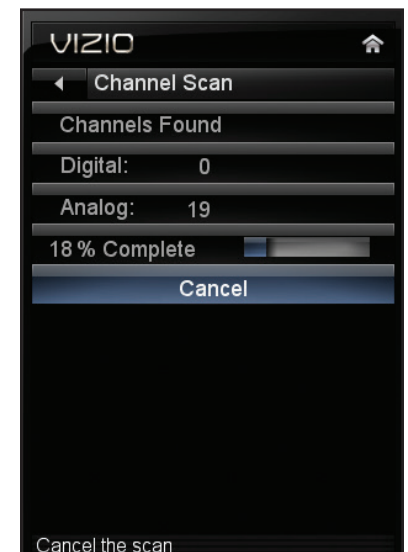 VIZIO
Channel Scan
Channels Found
Digital: 0
Analog: 19
18% Complete
Cancel
Cancel the scan